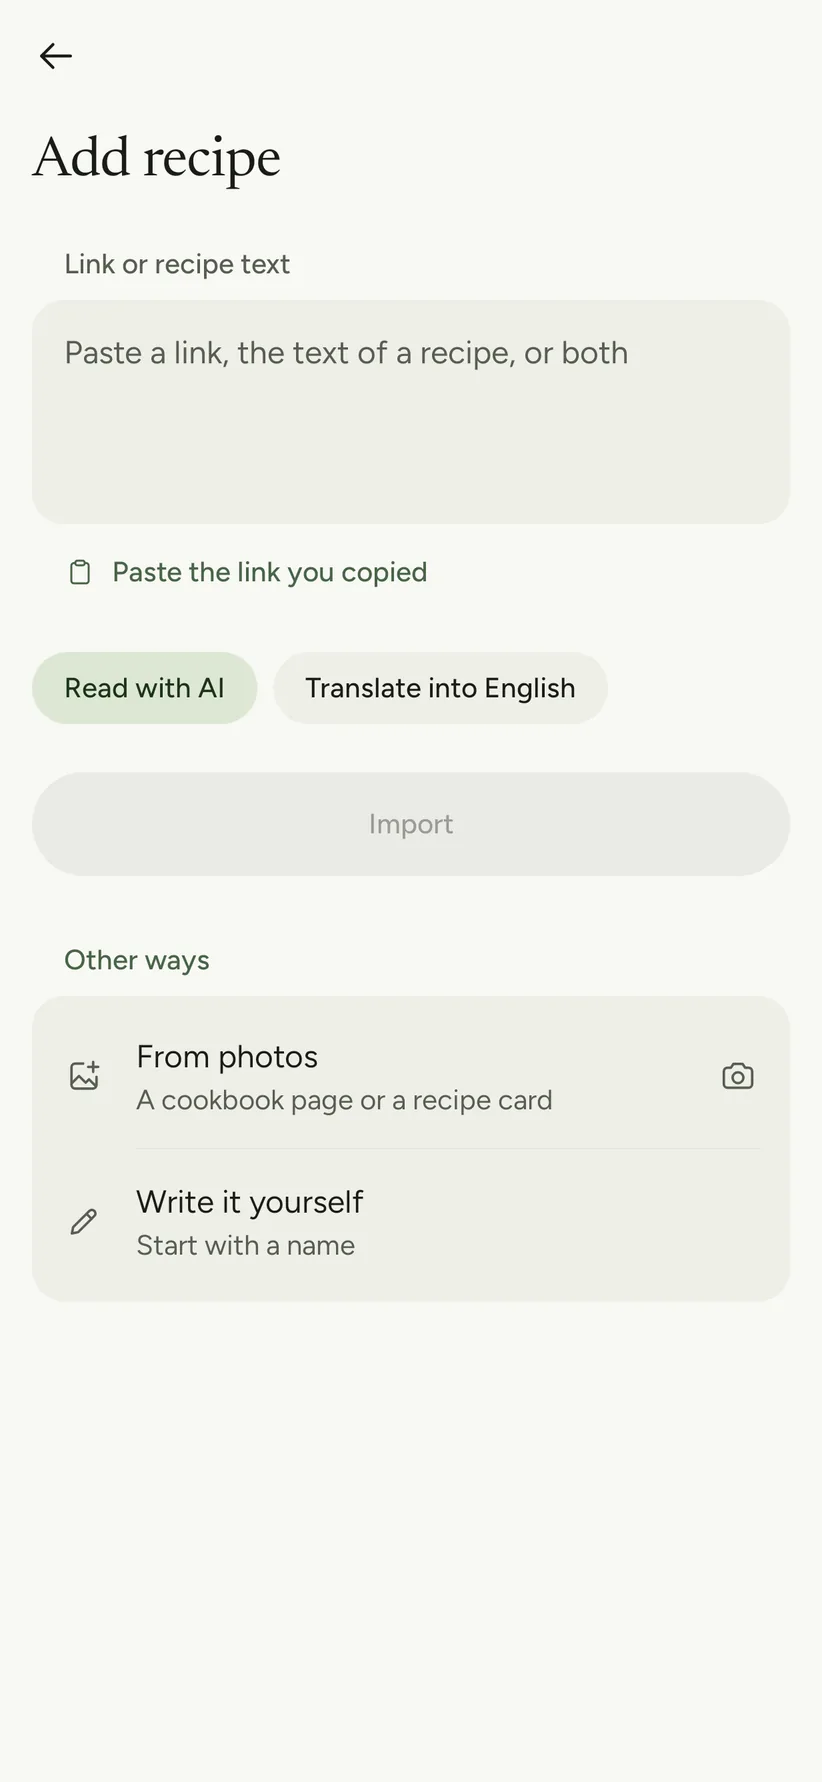 Add recipe
Link or recipe text
Paste a link, the text of a recipe, or both
Paste the link you copied
Read with AI
Translate into English
Import
Other ways
From photos
A cookbook page or a recipe card
Write it yourself
Start with a name